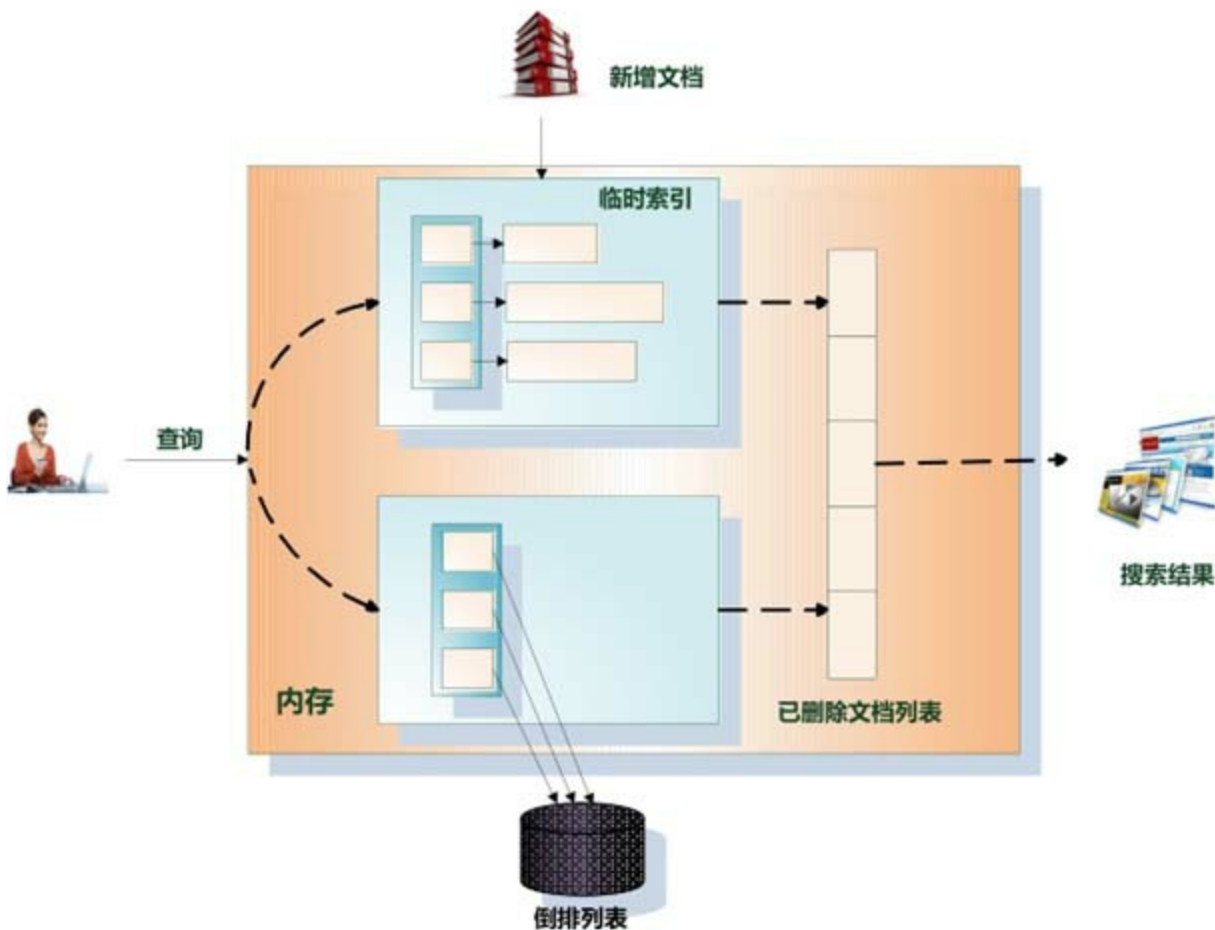 新增文档
临时索引
查询
搜索结果
内存
已删除文档列表
倒排列表